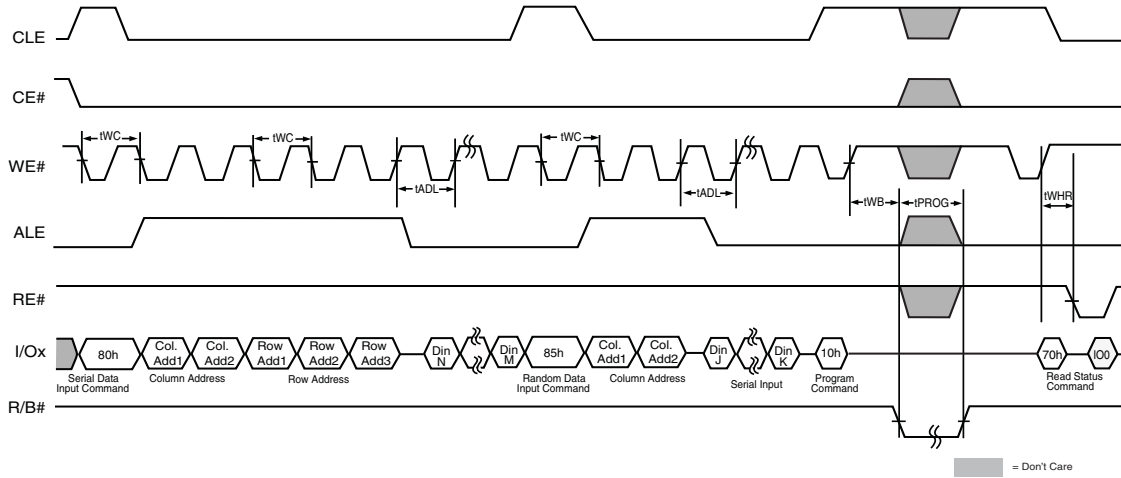 CLE
CE#
tWC
tWC
tWC
WE#
tADL
tADL
tWB
tPROG
tWHR
ALE
RE#
I/Ox
80h
Col. Add1
Col. Add2
Row Add1
Row Add2
Row Add3
Din N
Din M
85h
Col. Add1
Col. Add2
Din J
Din K
10h
70h
IO0
Serial Data
Input Command
Column Address
Row Address
Random Data
Input Command
Column Address
Serial Input
Program
Command
Read Status
Command
R/B#
= Don't Care